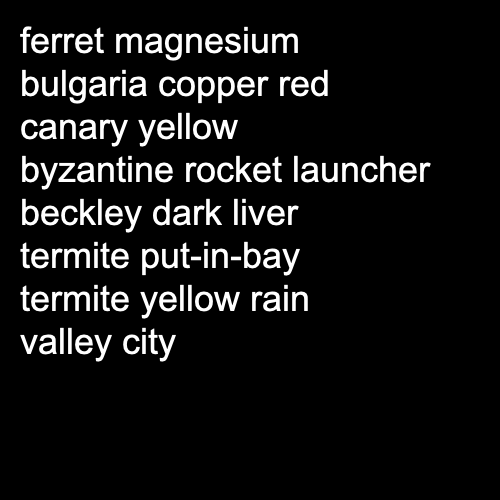 ferret magnesium
bulgaria copper red
canary yellow
byzantine rocket launcher
beckley dark liver
termite put-in-bay
termite yellow rain
valley city